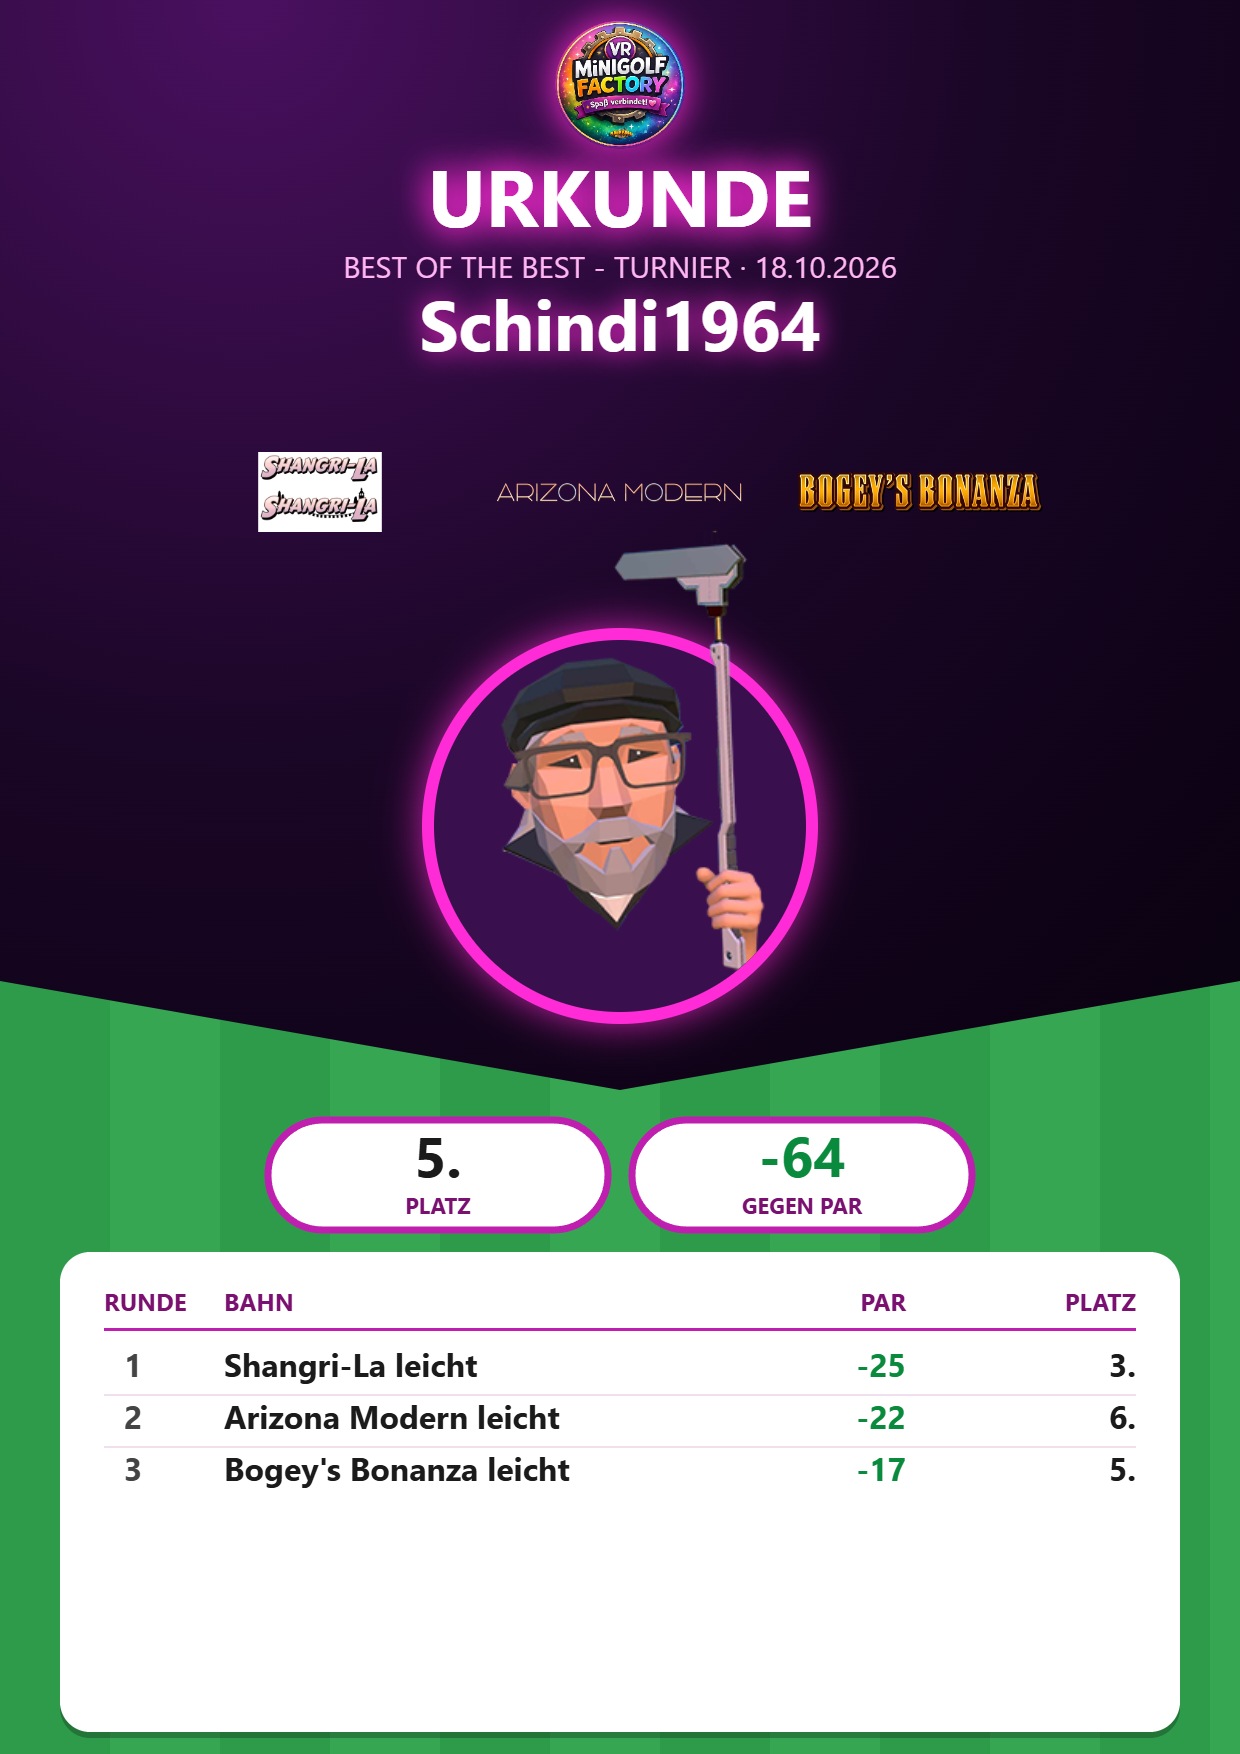 VR
MINIGOLF
FACTORY
Spaß verbindet!
URKUNDE
BEST OF THE BEST - TURNIER · 18.10.2026
Schindi1964
SHANGRI-LA
SHANGRI-LA
ARIZONA MODERN
BOGEY'S BONANZA
5.
PLATZ
-64
GEGEN PAR
RUNDE BAHN PAR PLATZ
1 Shangri-La leicht -25 3.
2 Arizona Modern leicht -22 6.
3 Bogey's Bonanza leicht -17 5.